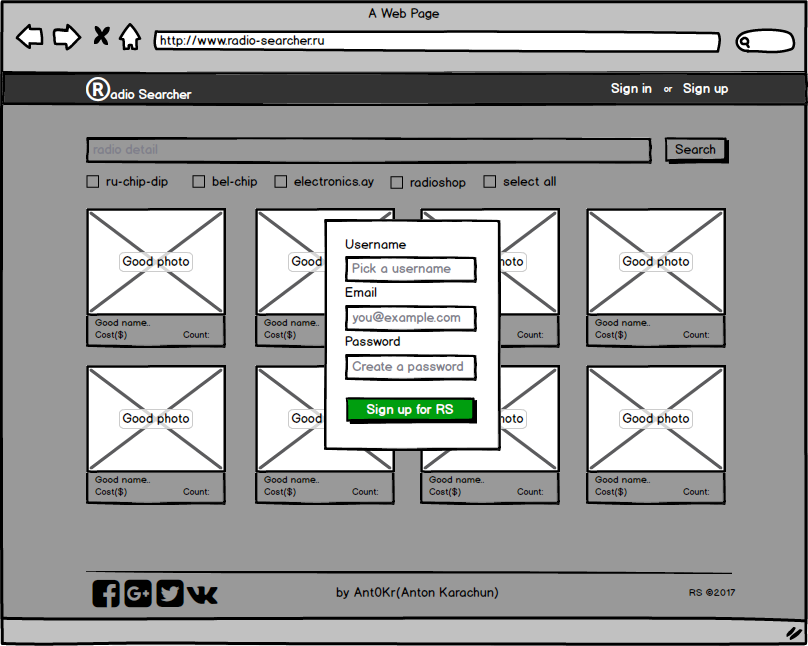 A Web Page
http://www.radio-searcher.ru
Radio Searcher
Sign in or Sign up
radio detail
Search
ru-chip-dip bel-chip electronics.ay radioshop select all
Good photo Good photo Good photo
Good name.. Good name..
Cost($) Count: Cost($) Count: Count: Cost($) Count:
Username
Pick a username
Email
you@example.com
Password
Create a password
Sign up for RS
Good photo Good photo Good photo
Good name.. Good name.. Good name.. Good name..
Cost($) Count: Cost($) Count: Cost($) Count: Cost($) Count:
by Ant0Kr(Anton Karachun)
RS ©2017